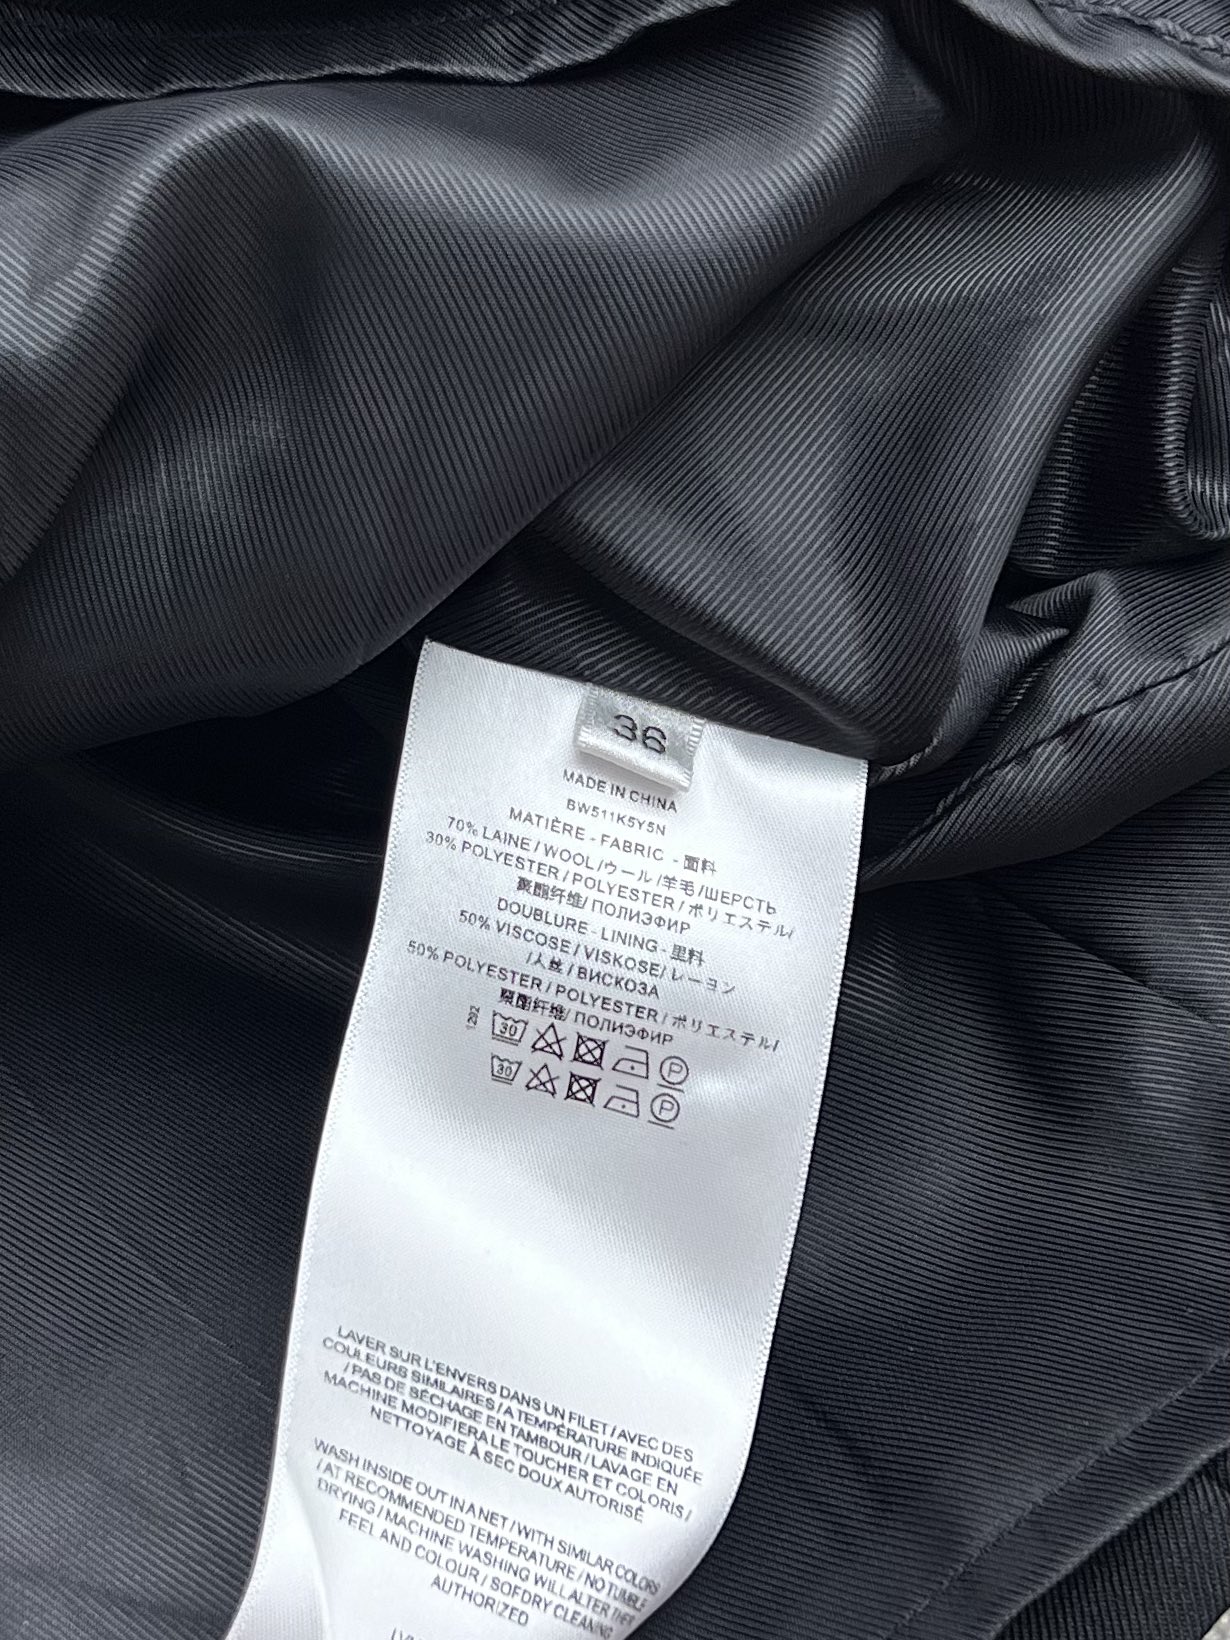 36
MADE IN CHINA
BW511K5Y5N
MATIÈRE - FABRIC - 面料
70% LAINE / WOOL /ウール /羊毛/ШЕРСТЬ
30% POLYESTER / POLYESTER / ポリエステル/
聚酯纤维/ ПОЛИЭФИР
DOUBLURE - LINING - 里料
50% VISCOSE / VISKOSE/ レーヨン
/人丝 / ВИСКОЗА
50% POLYESTER / POLYESTER / ポリエステル/
聚酯纤维/ ПОЛИЭФИР
1292
30 P
30 P
LAVER SUR L'ENVERS DANS UN FILET / AVEC DES
COULEURS SIMILAIRES / A TEMPÉRATURE INDIQUÉE
/ PAS DE SÉCHAGE EN TAMBOUR / LAVAGE EN
MACHINE MODIFIERA LE TOUCHER ET COLORIS /
NETTOYAGE À SEC DOUX AUTORISÉ
WASH INSIDE OUT IN A NET / WITH SIMILAR COLORS
/ AT RECOMMENDED TEMPERATURE / NO TUMBLE
DRYING / MACHINE WASHING WILL ALTER THE
FEEL AND COLOUR / SOFDRY CLEANING
AUTHORIZED